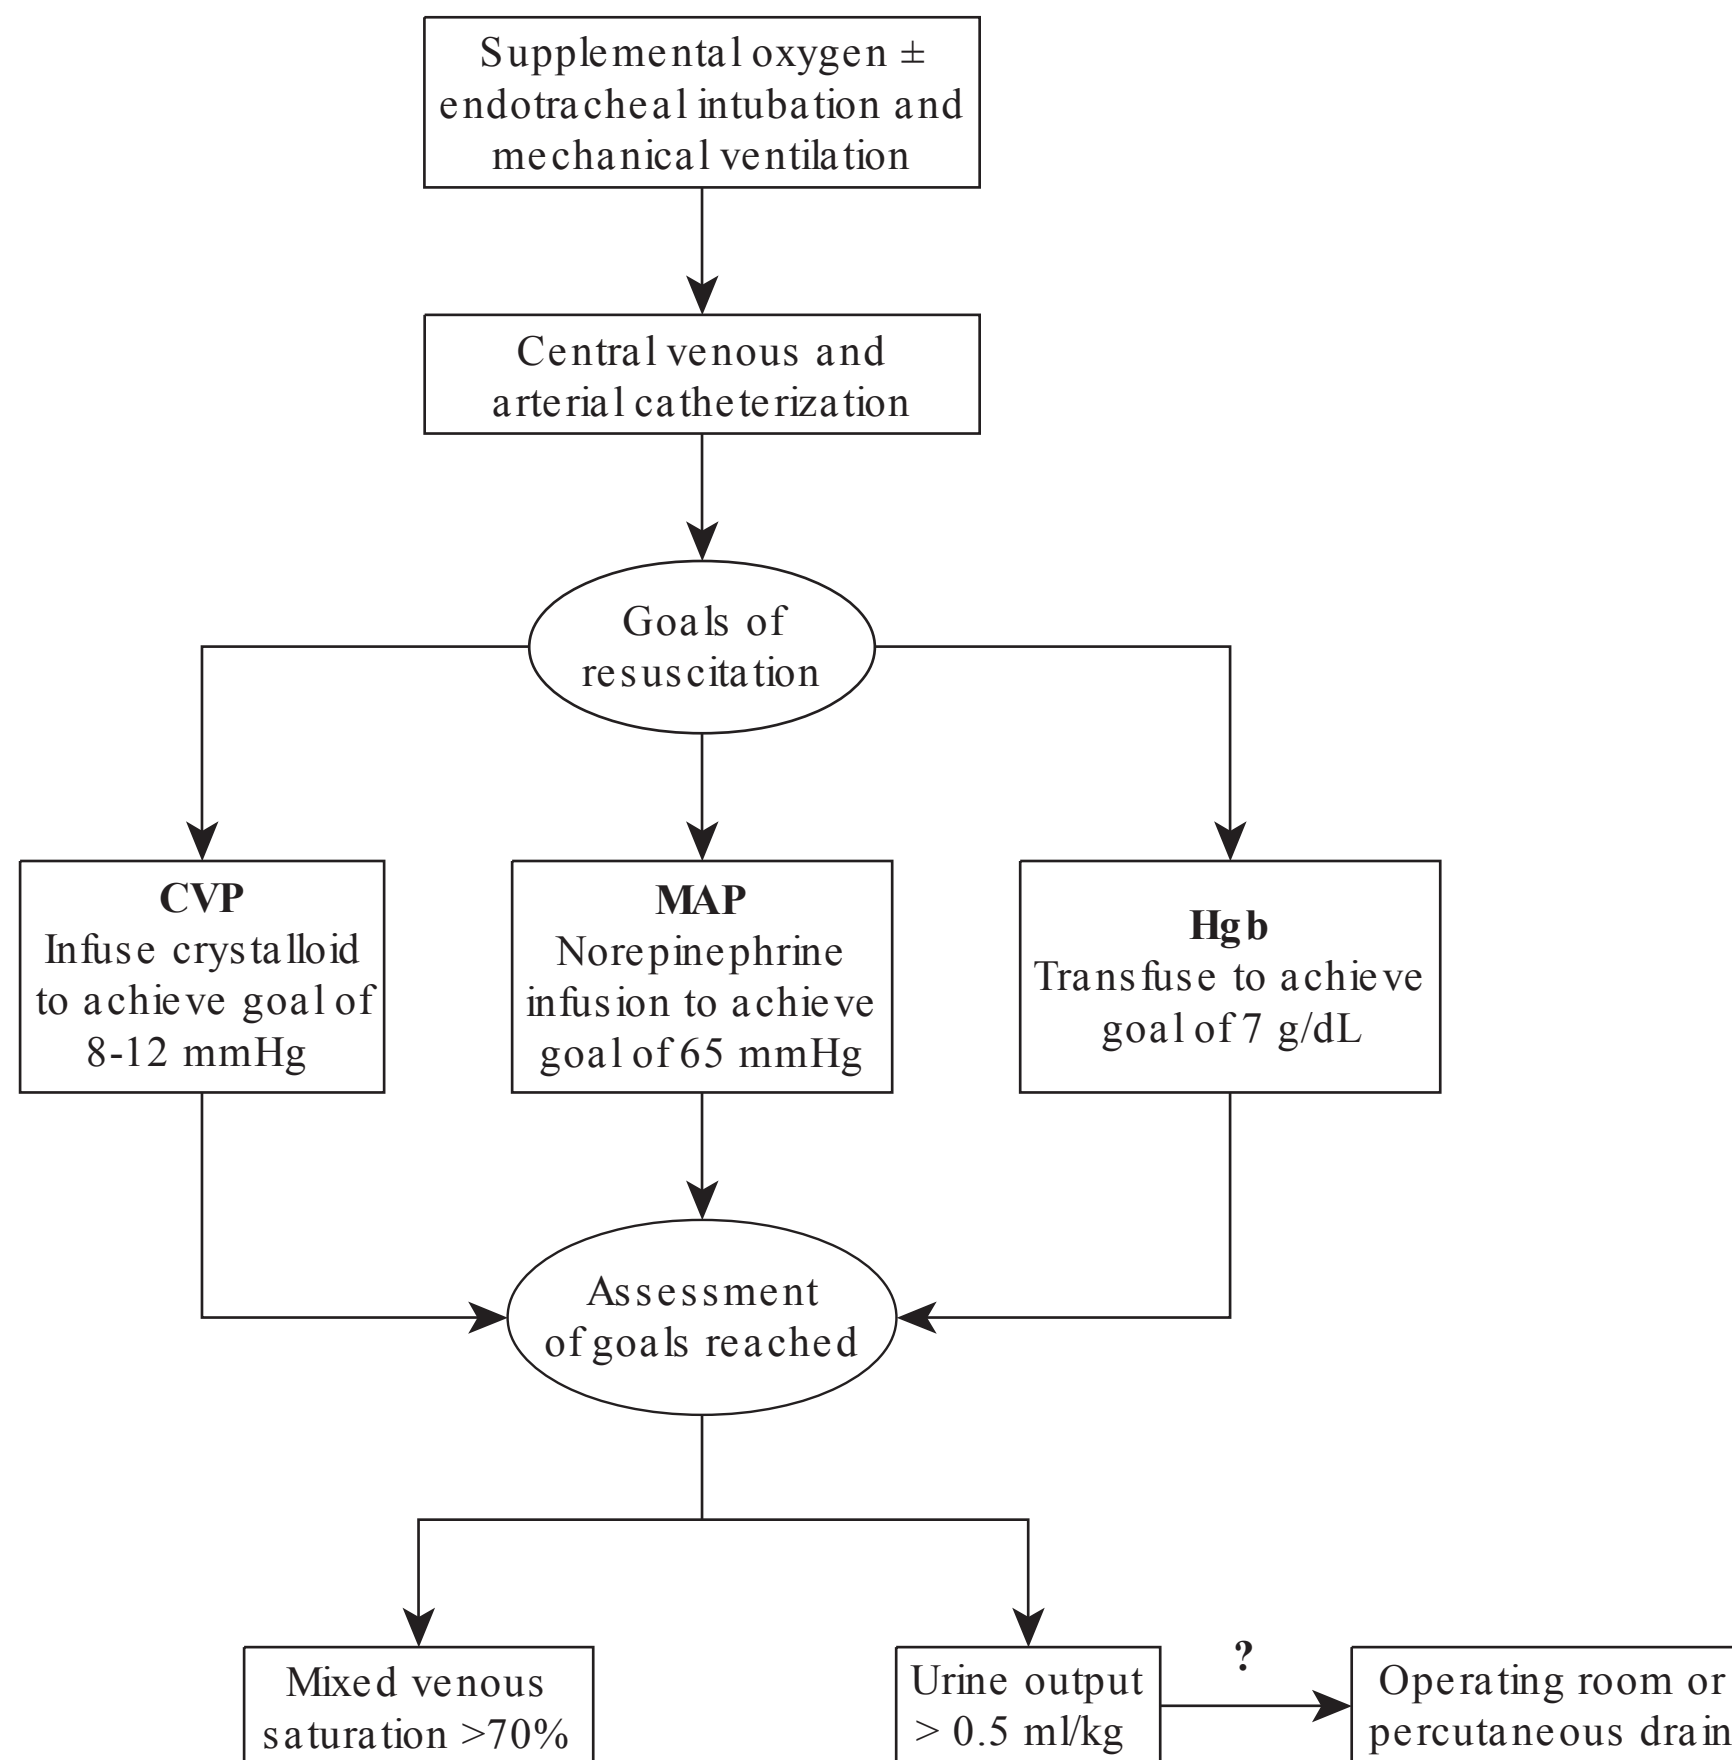 Supplemental oxygen ±
endotracheal intubation and
mechanical ventilation
Central venous and
arterial catheterization
Goals of
resuscitation
CVP
Infuse crystalloid
to achieve goal of
8-12 mmHg
MAP
Norepinephrine
infusion to achieve
goal of 65 mmHg
Hgb
Transfuse to achieve
goal of 7 g/dL
Assessment
of goals reached
Mixed venous
saturation >70%
Urine output
> 0.5 ml/kg
?
Operating room or
percutaneous drain